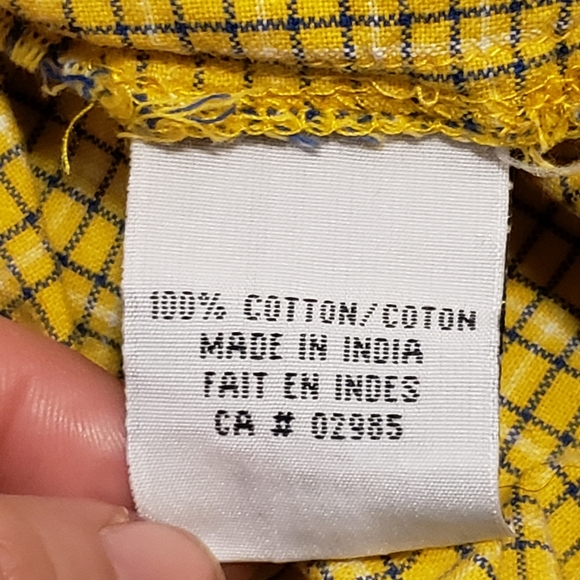 100% COTTON/COTON
MADE IN INDIA
FAIT EN INDES
CA # 02985